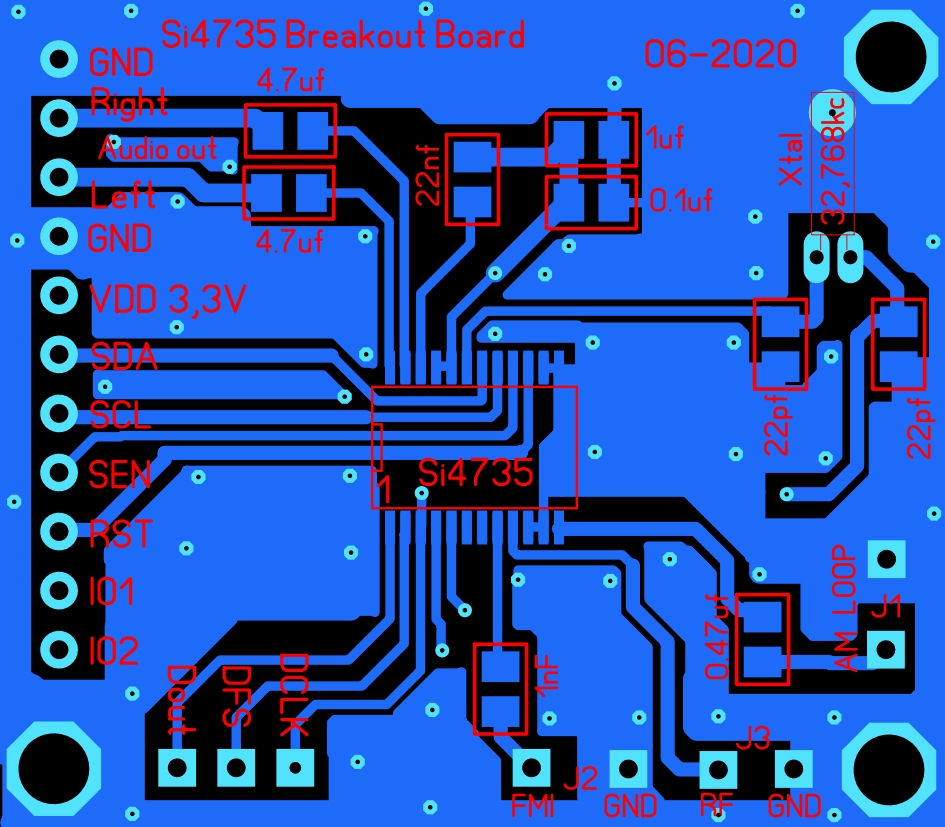 Si4735 Breakout Board
06-2020
GND
4.7uf
Right
Audio out
22nf
1uf
Xtal
32,768kc
Left
0.1uf
GND
4.7uf
VDD 3,3V
SDA
SCL
22pf
22pf
SEN
Si4735
1
RST
IO1
AM LOOP
J1
IO2
0.47uf
Dout
DFS
DCLK
1nF
J3
J2
FMI
GND
RF
GND